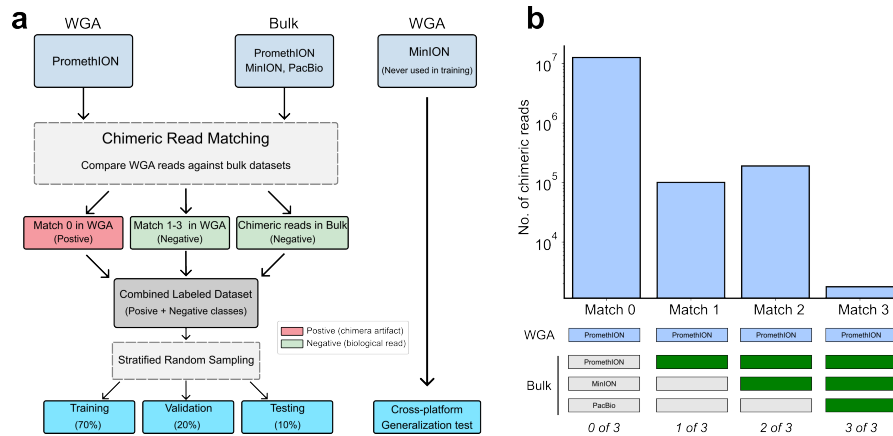 a
WGA
Bulk
WGA
PromethION
PromethION
MinION, PacBio
MinION
(Never used in training)
Chimeric Read Matching
Compare WGA reads against bulk datasets
Match 0 in WGA
(Postive)
Match 1-3 in WGA
(Negative)
Chimeric reads in Bulk
(Negative)
Combined Labeled Dataset
(Posive + Negative classes)
Postive (chimera artifact)
Negative (biological read)
Stratified Random Sampling
Training
(70%)
Validation
(20%)
Testing
(10%)
Cross-platform
Generalization test
b
No. of chimeric reads
10⁷
10⁶
10⁵
10⁴
Match 0
Match 1
Match 2
Match 3
WGA
PromethION
PromethION
PromethION
PromethION
Bulk
PromethION
MinION
PacBio
0 of 3
1 of 3
2 of 3
3 of 3